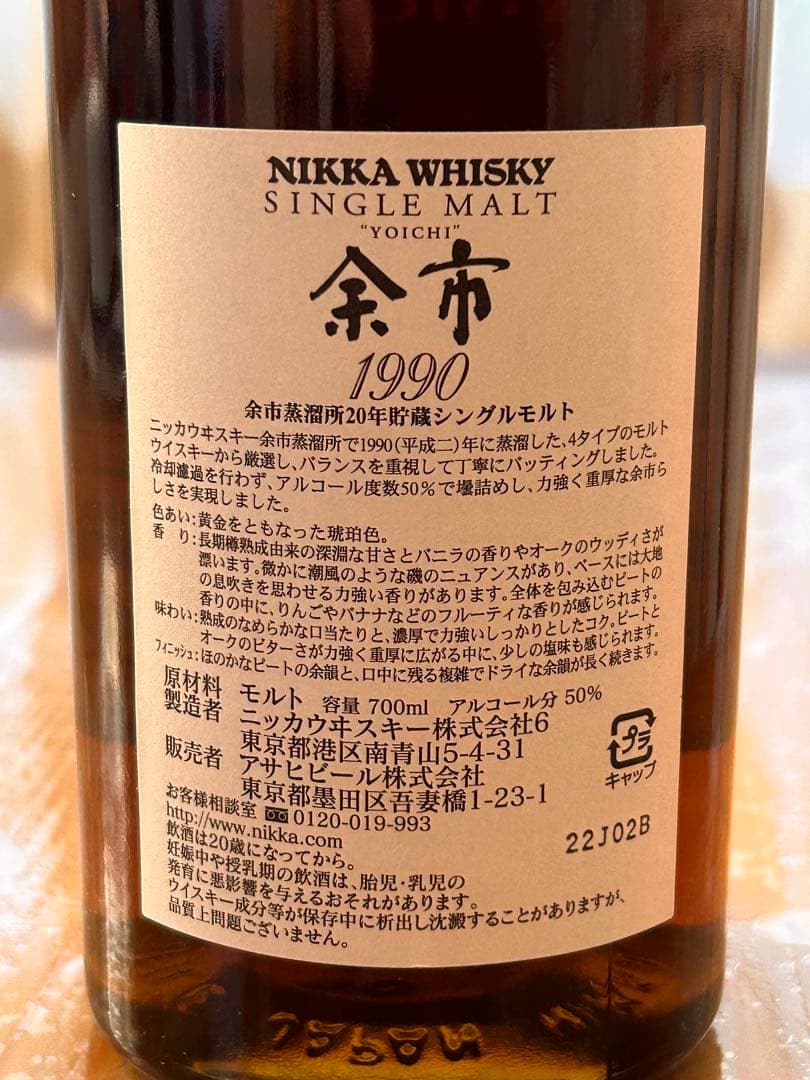 NIKKA WHISKY
SINGLE MALT
"YOICHI"
余市
1990
余市蒸溜所20年貯蔵シングルモルト
ニッカウヰスキー余市蒸溜所で1990(平成二)年に蒸溜した、4タイプのモルト
ウイスキーから厳選し、バランスを重視して丁寧にバッティングしました。
冷却濾過を行わず、アルコール度数50%で壜詰めし、力強く重厚な余市ら
しさを実現しました。
色あい:黄金をともなった琥珀色。
香り:長期樽熟成由来の深淵な甘さとバニラの香りやオークのウッディさが
漂います。微かに潮風のような磯のニュアンスがあり、ベースには大地
の息吹きを思わせる力強い香りがあります。全体を包み込むピートの
香りの中に、りんごやバナナなどのフルーティな香りが感じられます。
味わい:熟成のなめらかな口当たりと、濃厚で力強いしっかりとしたコク。ピートと
オークのビターさが力強く重厚に広がる中に、少しの塩味も感じられます。
フィニッシュ:ほのかなピートの余韻と、口中に残る複雑でドライな余韻が長く続きます。
原材料 モルト 容量 700ml アルコール分 50%
製造者 ニッカウヰスキー株式会社6
東京都港区南青山5-4-31
販売者 アサヒビール株式会社
東京都墨田区吾妻橋1-23-1
お客様相談室 0120-019-993
http://www.nikka.com
飲酒は20歳になってから。
妊娠中や授乳期の飲酒は、胎児・乳児の
発育に悪影響を与えるおそれがあります。
ウイスキー成分等が保存中に析出し沈澱することがありますが、
品質上問題ございません。
プラ
キャップ
22J02B